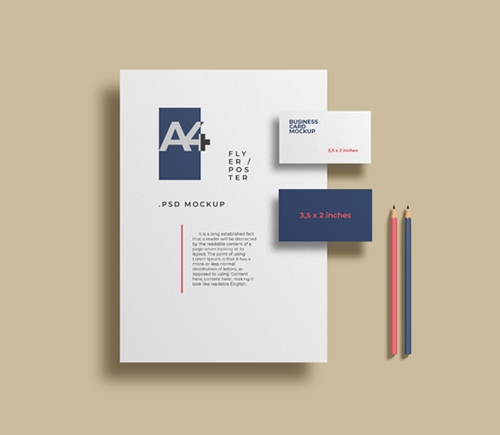 A4
FLY
ER /
POS
TER
.PSD MOCKUP
It is a long established fact
that a reader will be distracted
by the readable content of a
page when looking at its
layout. The point of using
Lorem Ipsum is that it has a
more-or-less normal
distribution of letters, as
opposed to using 'Content
here, content here', making it
look like readable English.
BUSINESS
CARD
MOCKUP
3,5 x 2 inches
3,5 x 2 inches